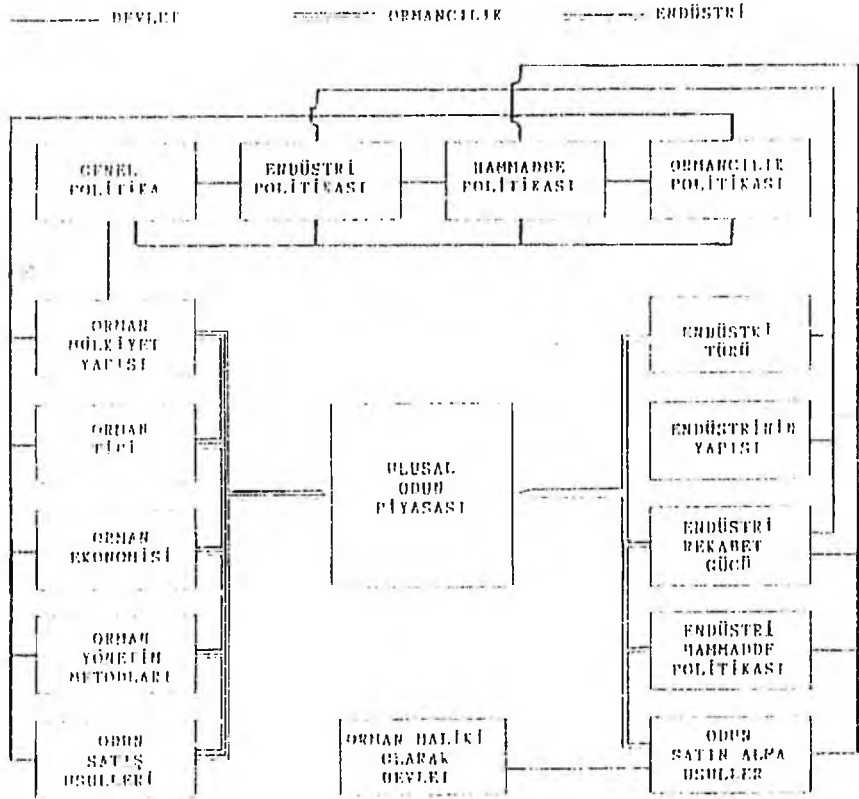 DEVLET
ORMANCILIK
ENDÜSTRİ
GENEL
POLİTİKA
ENDÜSTRİ
POLİTİKASI
HAMMADDE
POLİTİKASI
ORMANCILIK
POLİTİKASI
ORMAN
MÜLKİYET
YAPISI
ORMAN
TİPİ
ORMAN
EKONOMİSİ
ORMAN
YÖNETİM
METODLARI
ODUN
SATIŞ
USULLERİ
ULUSAL
ODUN
PİYASASI
ORMAN MALİKİ
OLARAK
DEVLET
ENDÜSTRİ
TÜRÜ
ENDÜSTRİNİN
YAPISI
ENDÜSTRİ
REKABET
GÜCÜ
ENDÜSTRİ
HAMMADDE
POLİTİKASI
ODUN
SATIN ALMA
USULLER